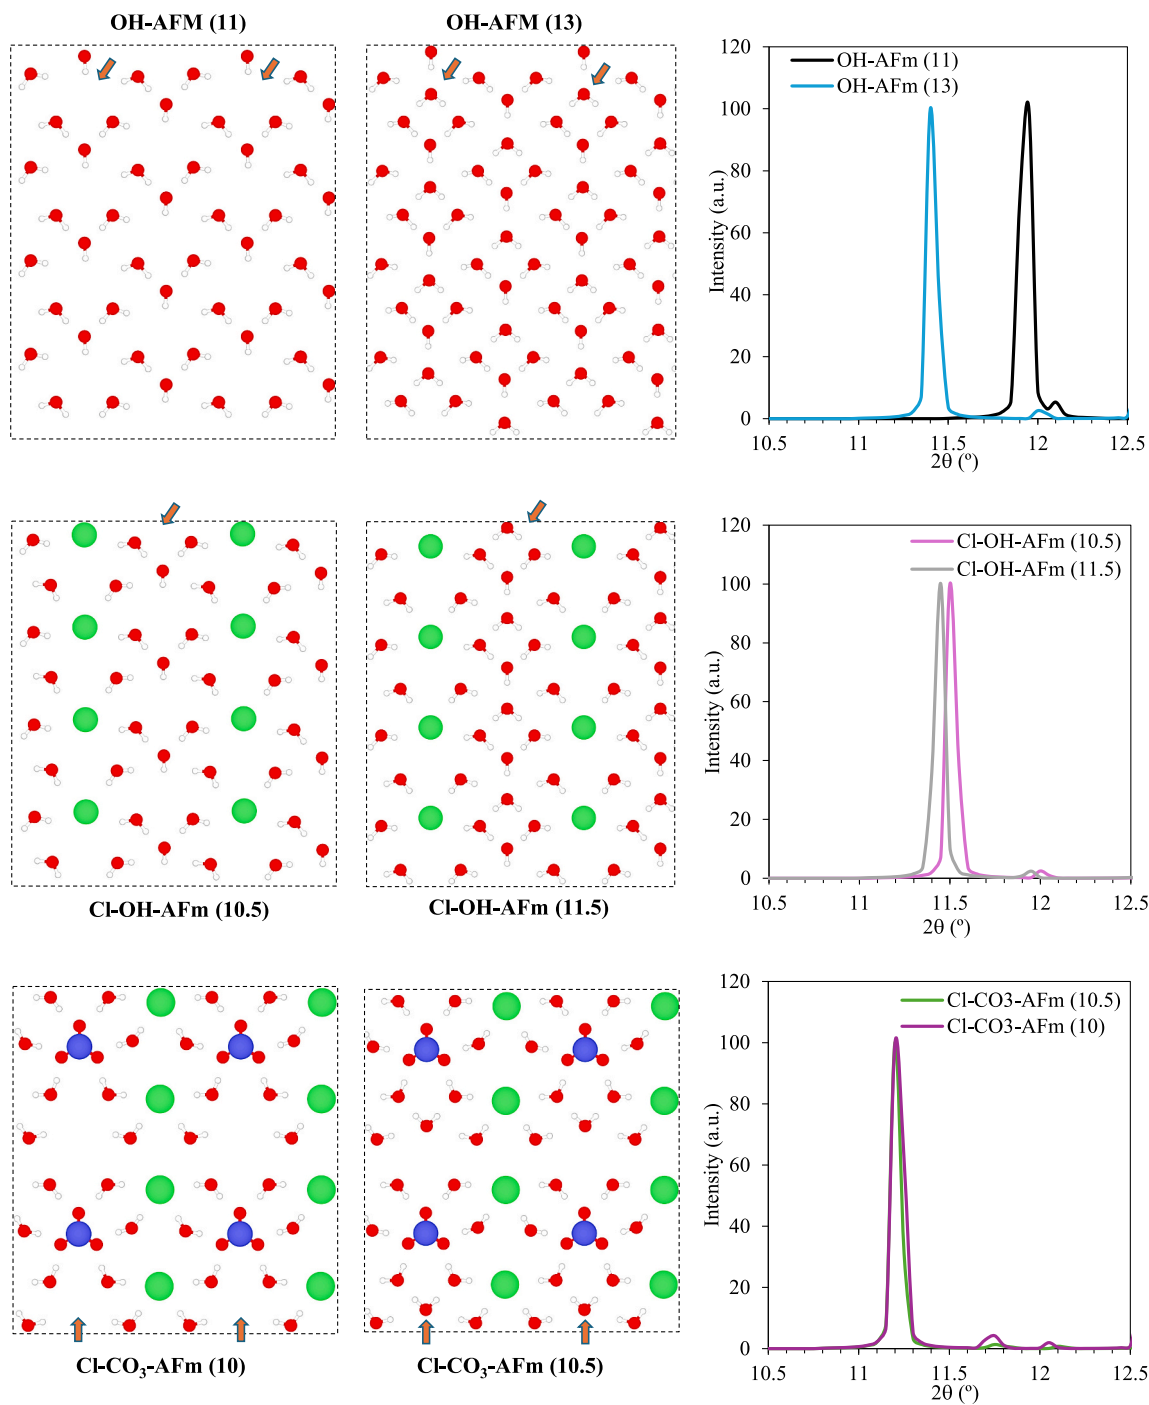 OH-AFM (11)
OH-AFM (13)
120
100
80
60
40
20
0
Intensity (a.u.)
OH-AFm (11)
OH-AFm (13)
10.5 11 11.5 12 12.5
2θ (º)
Cl-OH-AFm (10.5)
Cl-OH-AFm (11.5)
120
100
80
60
40
20
0
Intensity (a.u.)
Cl-OH-AFm (10.5)
Cl-OH-AFm (11.5)
10.5 11 11.5 12 12.5
2θ (º)
Cl-CO₃-AFm (10)
Cl-CO₃-AFm (10.5)
120
100
80
60
40
20
0
Intensity (a.u.)
Cl-CO3-AFm (10.5)
Cl-CO3-AFm (10)
10.5 11 11.5 12 12.5
2θ (º)